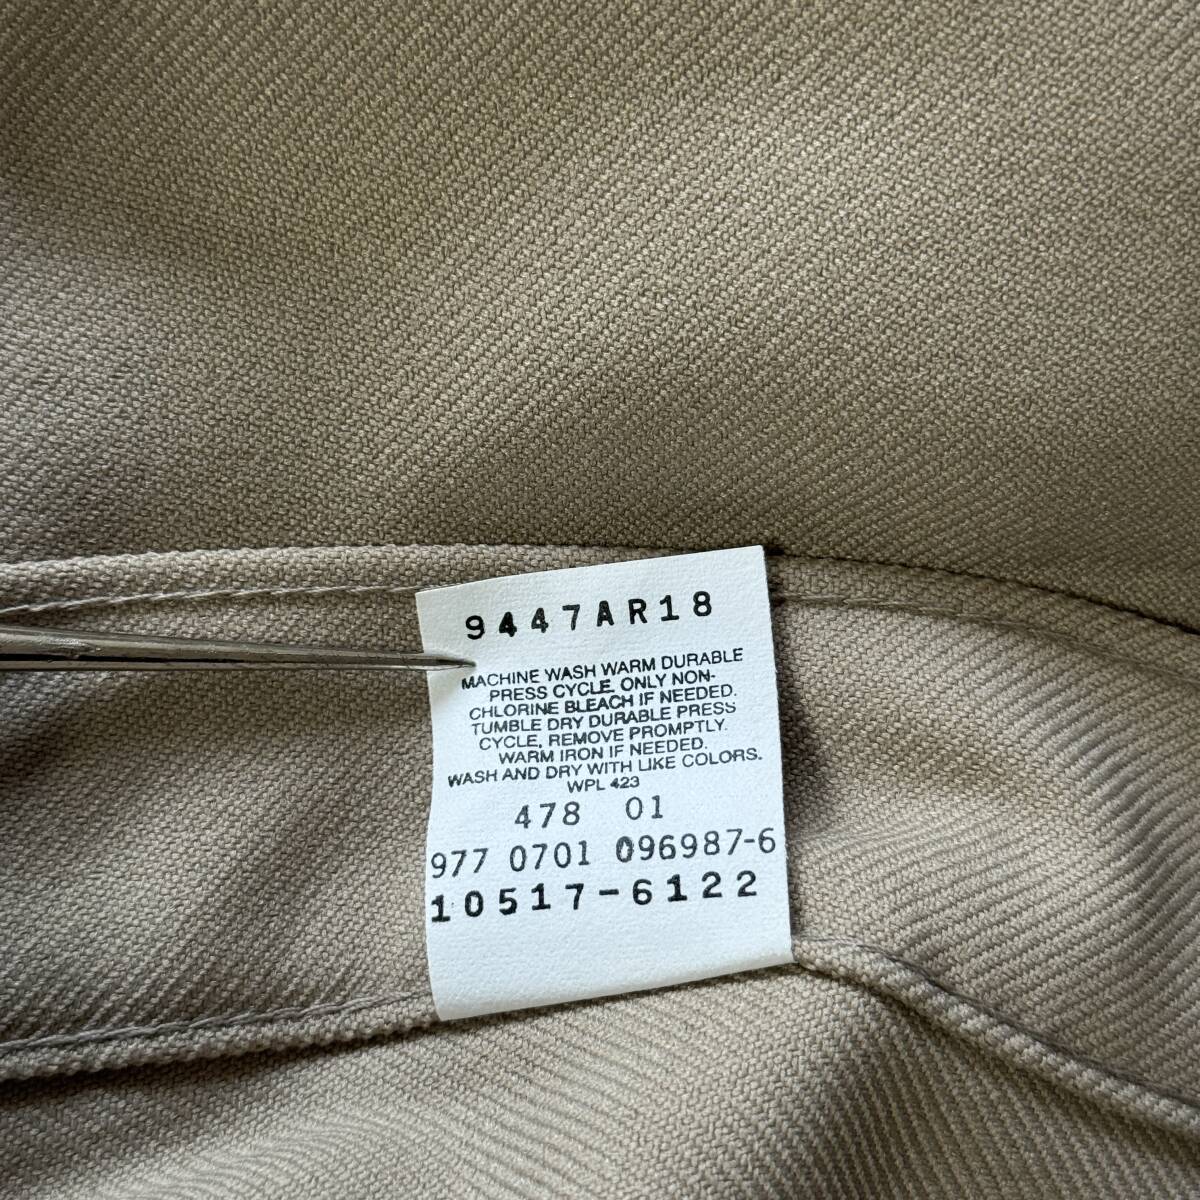 9447AR18
MACHINE WASH WARM DURABLE
PRESS CYCLE. ONLY NON-
CHLORINE BLEACH IF NEEDED.
TUMBLE DRY DURABLE PRESS
CYCLE, REMOVE PROMPTLY.
WARM IRON IF NEEDED.
WASH AND DRY WITH LIKE COLORS.
WPL 423
478 01
977 0701 096987-6
10517-6122